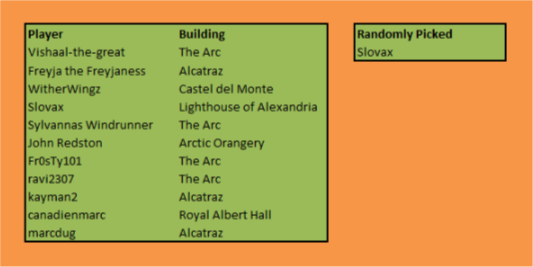 Player Building
Vishaal-the-great The Arc
Freyja the Freyjaness Alcatraz
WitherWingz Castel del Monte
Slovax Lighthouse of Alexandria
Sylvannas Windrunner The Arc
John Redston Arctic Orangery
Fr0sTy101 The Arc
ravi2307 The Arc
kayman2 Alcatraz
canadienmarc Royal Albert Hall
marcdug Alcatraz
Randomly Picked
Slovax